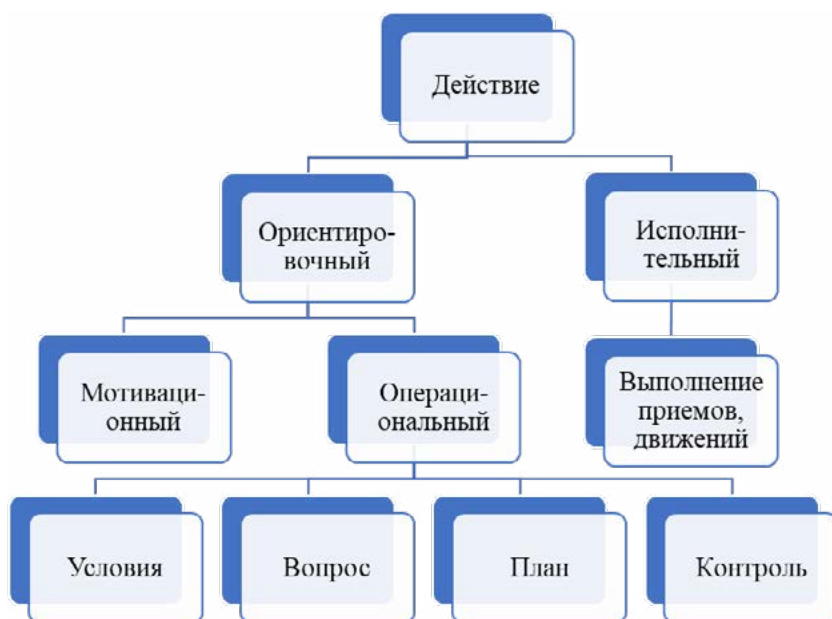 Действие
Ориентиро-
вочный
Исполни-
тельный
Мотиваци-
онный
Операци-
ональный
Выполнение
приемов,
движений
Условия
Вопрос
План
Контроль